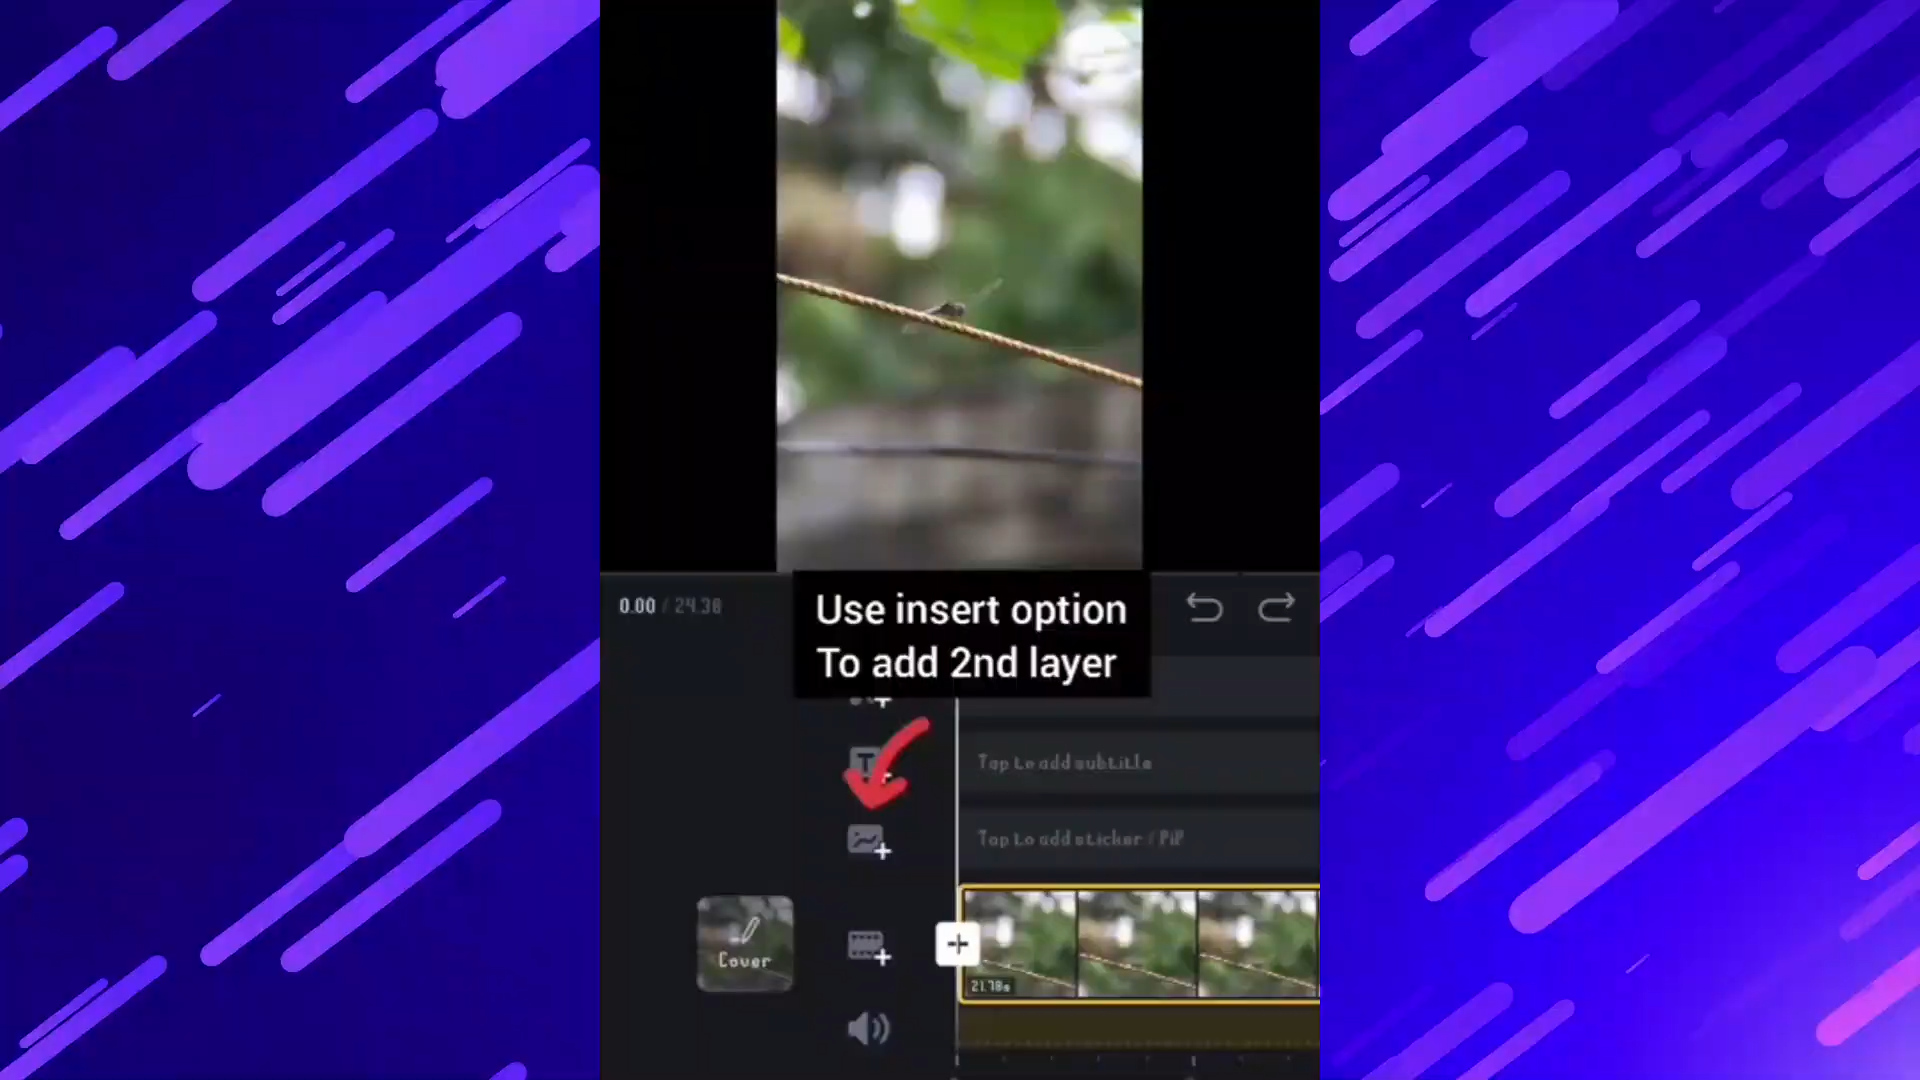 0.00 / 24.38
Use insert option
To add 2nd layer
Tap to add subtitle
Tap to add sticker / PiP
Cover
21.78s